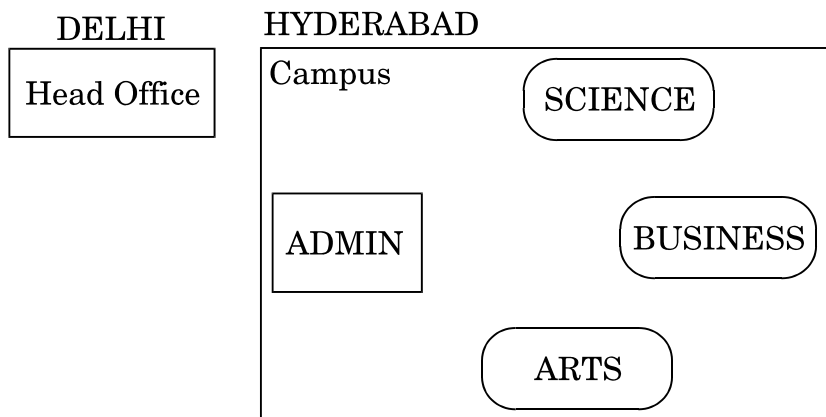 DELHI
HYDERABAD
Head Office
Campus
SCIENCE
ADMIN
BUSINESS
ARTS